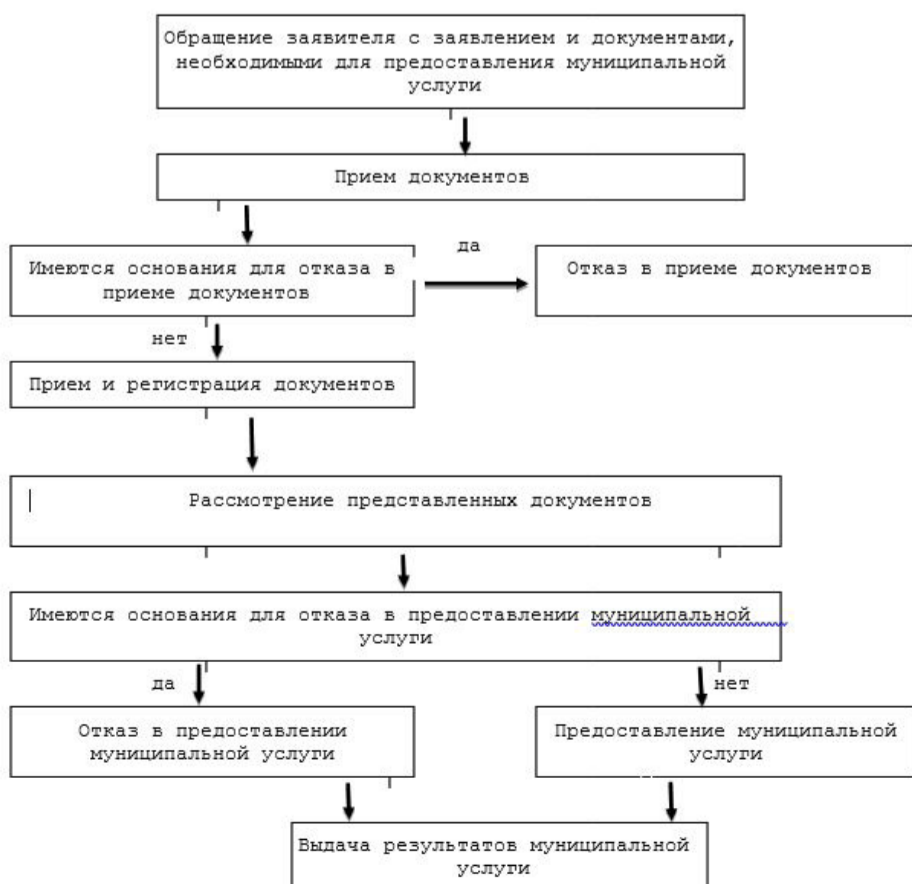 Обращение заявителя с заявлением и документами,
необходимыми для предоставления муниципальной
услуги
Прием документов
да
Имеются основания для отказа в
приеме документов
Отказ в приеме документов
нет
Прием и регистрация документов
Рассмотрение представленных документов
Имеются основания для отказа в предоставлении муниципальной
услуги
да
нет
Отказ в предоставлении
муниципальной услуги
Предоставление муниципальной
услуги
Выдача результатов муниципальной
услуги